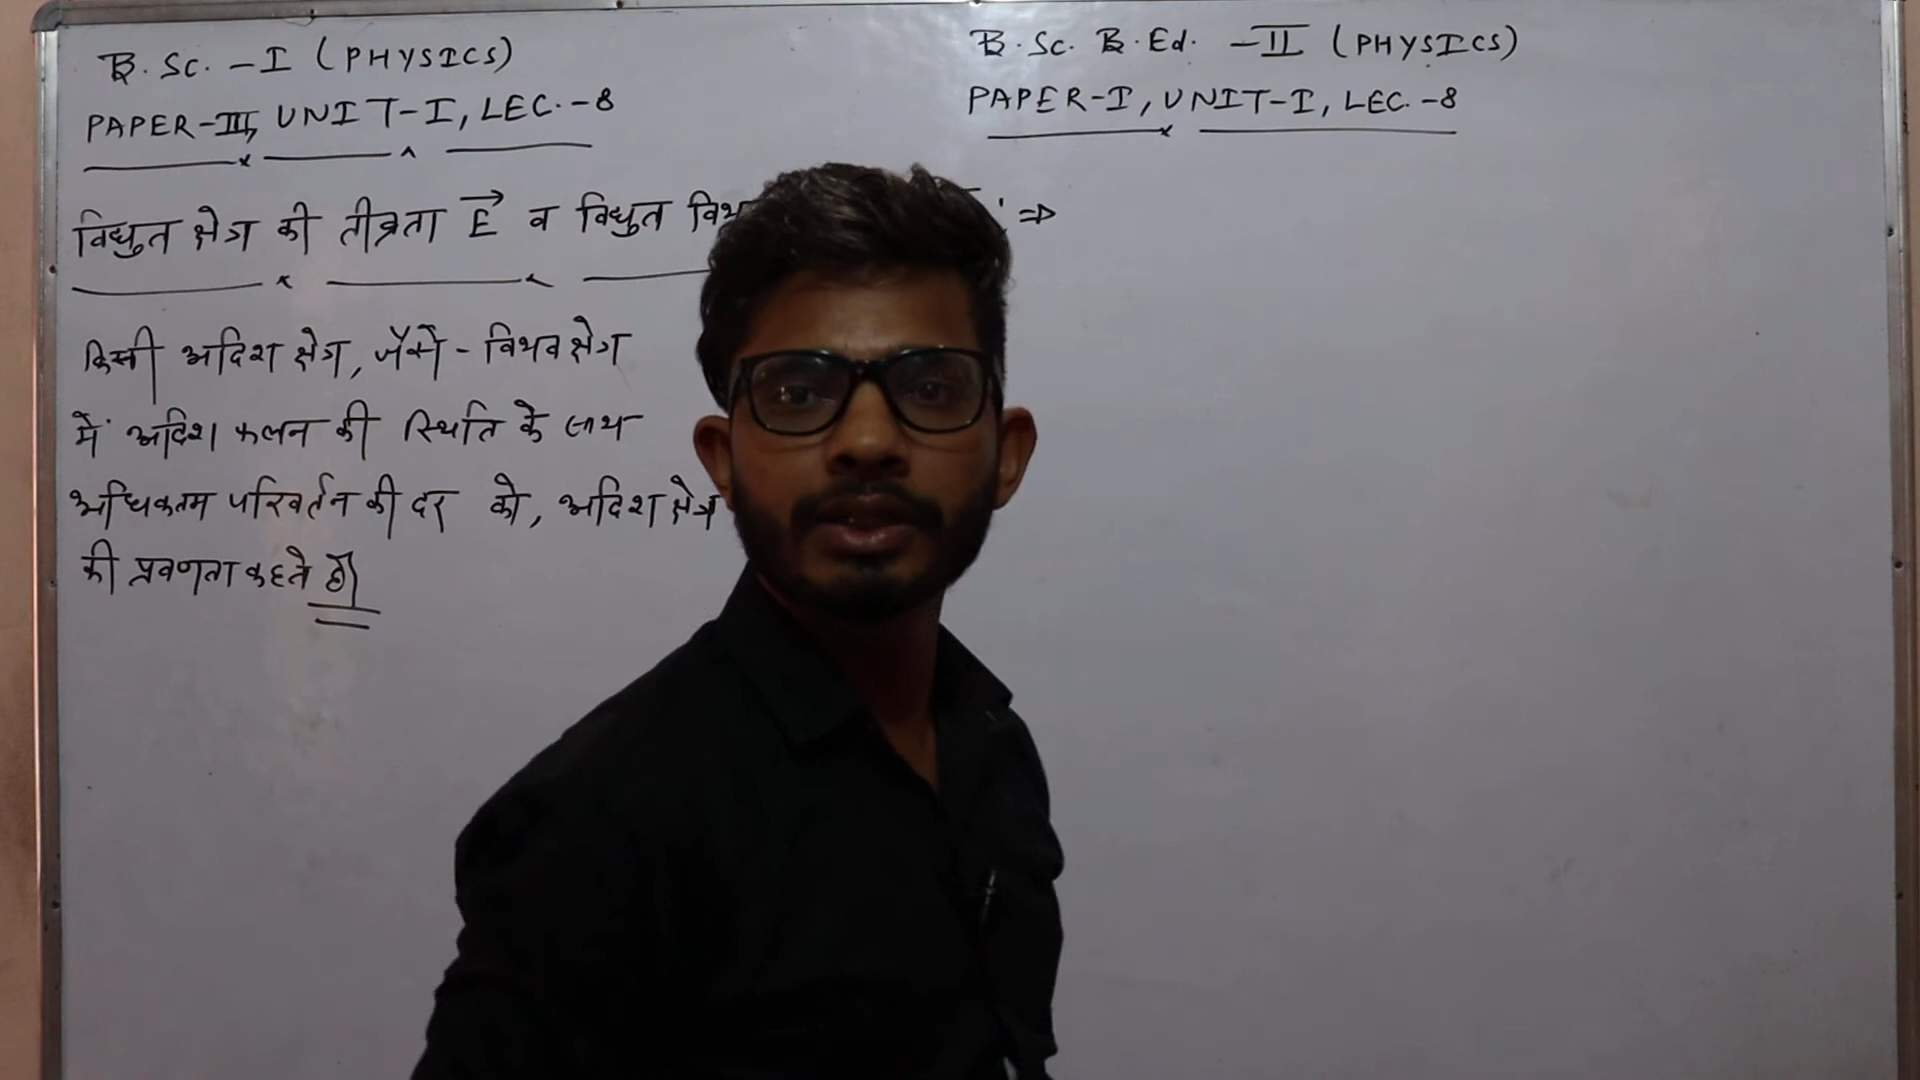 B.Sc.-I (PHYSICS)
PAPER-III, UNIT-I, LEC.-8
B.Sc. B.Ed. -II (PHYSICS)
PAPER-I, UNIT-I, LEC.-8
विद्युत क्षेत्र की तीव्रता E⃗ व विद्युत ⇒
किसी अदिश क्षेत्र, जैसे - विभव क्षेत्र
में अदिश फलन की स्थिति के साथ
अधिकतम परिवर्तन की दर को, अदिश क्षेत्र
की प्रवणता कहते हैं।